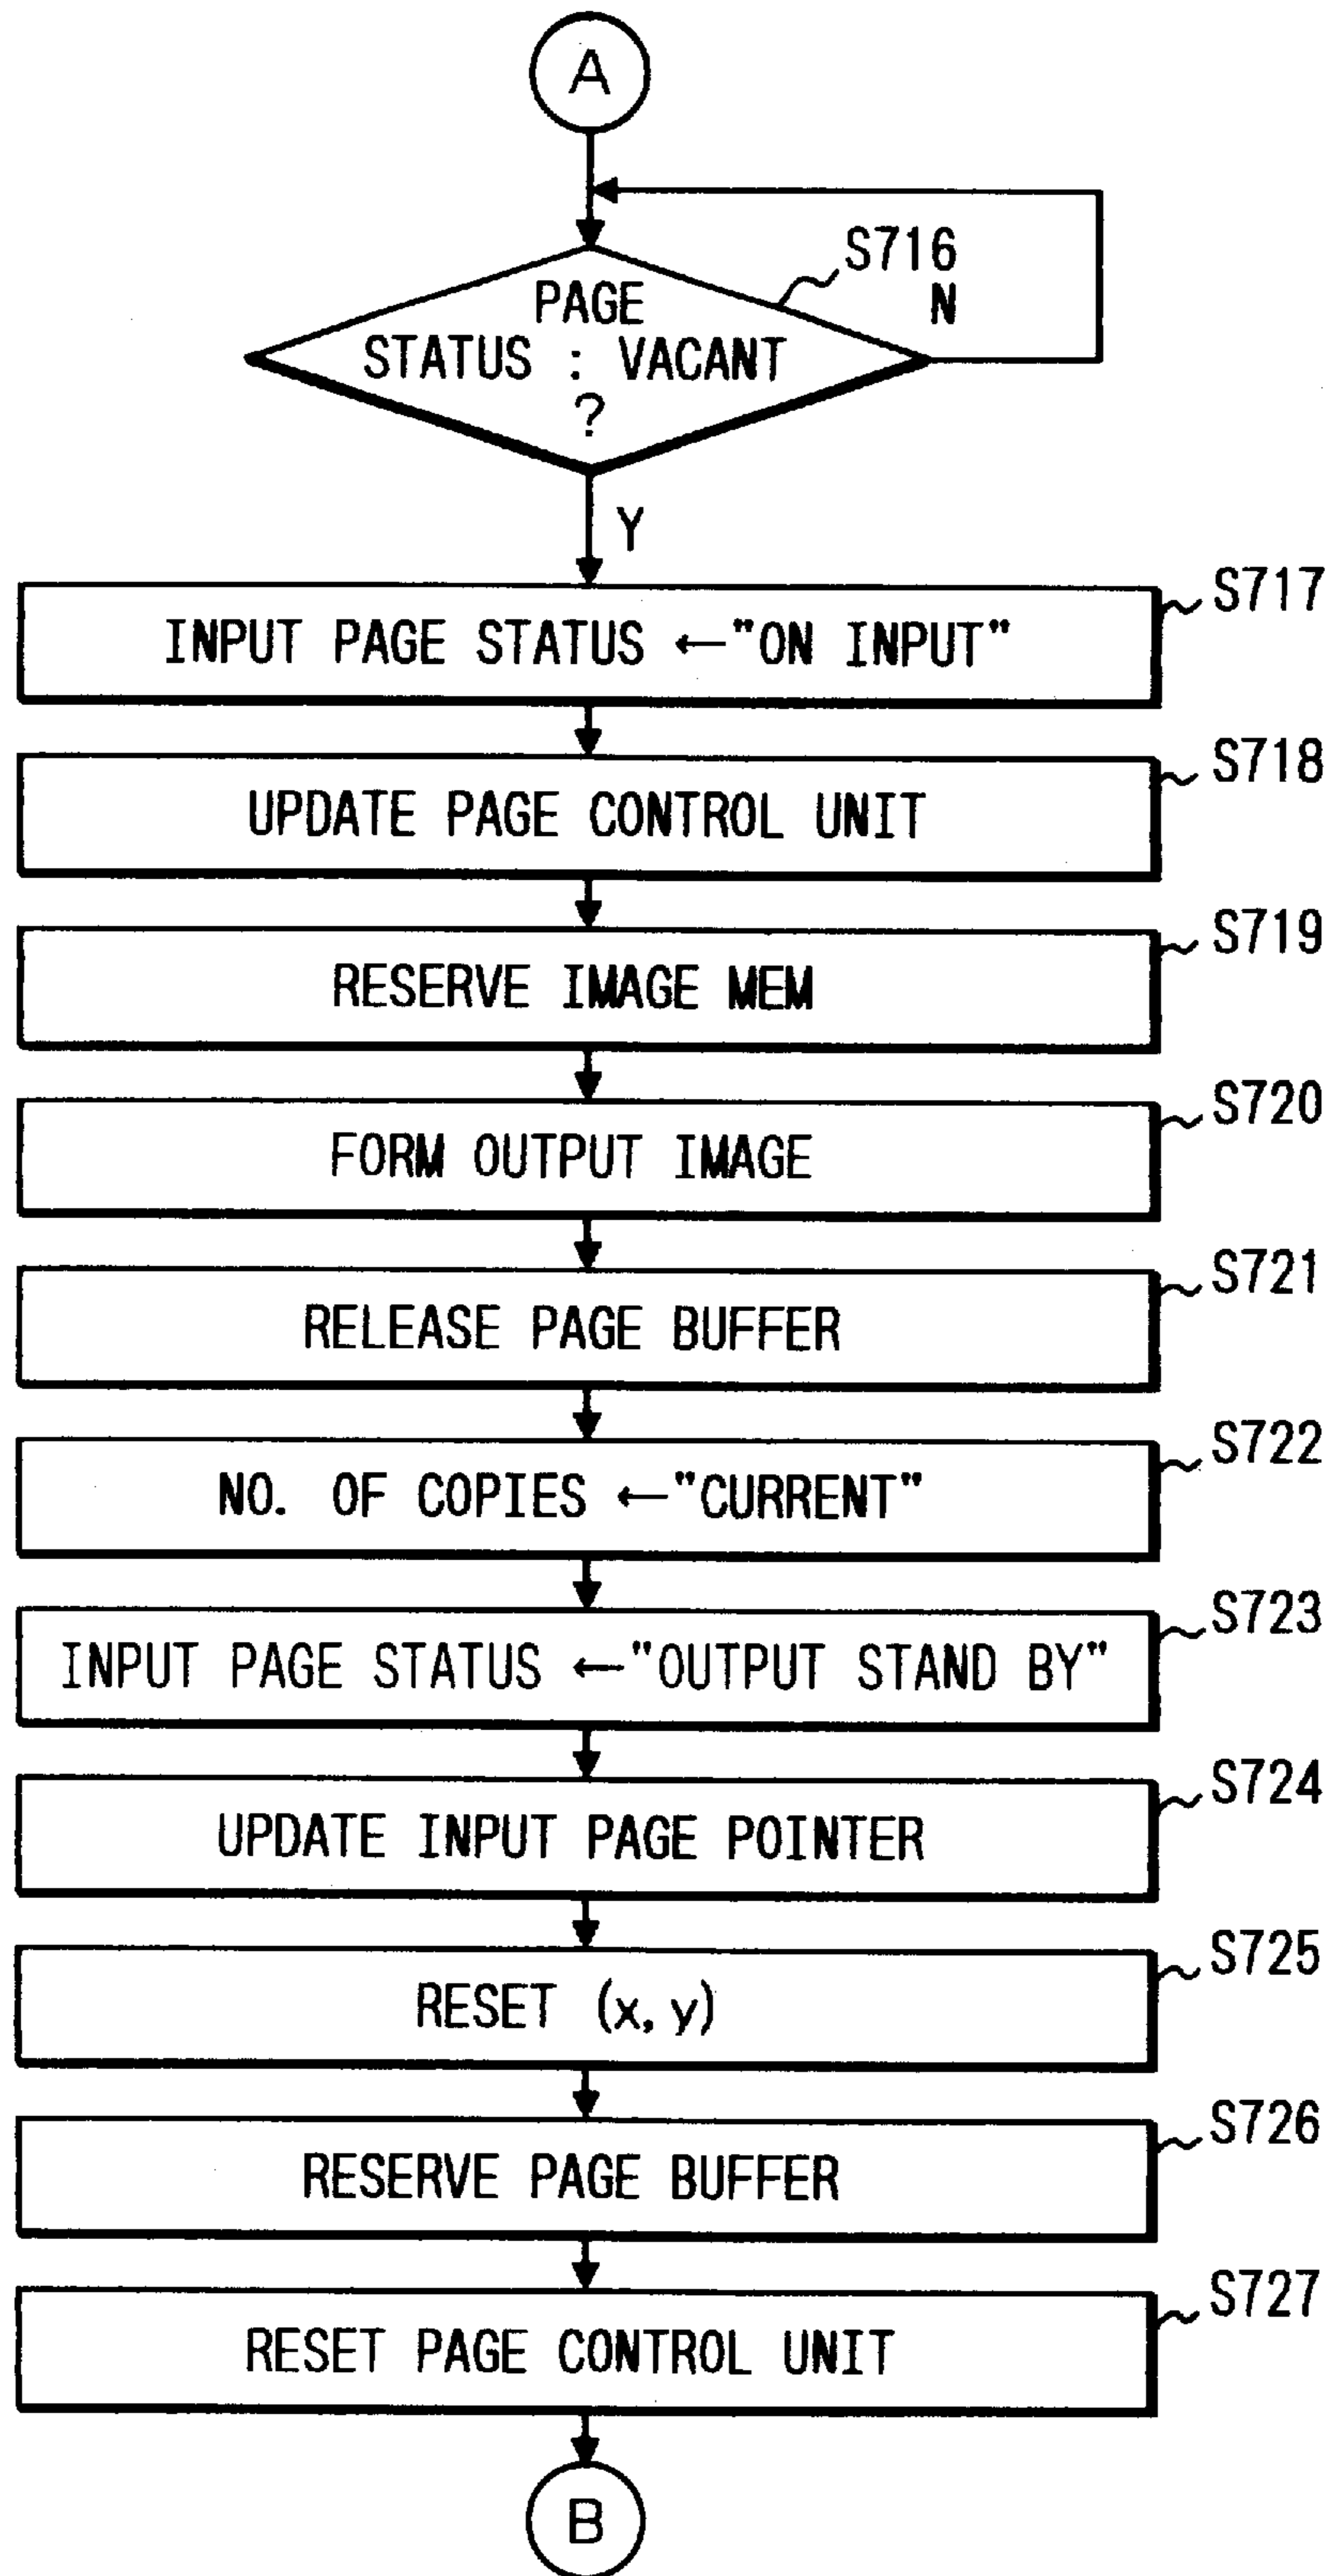 A
S716
N
PAGE
STATUS : VACANT
?
Y
S717
INPUT PAGE STATUS ←"ON INPUT"
S718
UPDATE PAGE CONTROL UNIT
S719
RESERVE IMAGE MEM
S720
FORM OUTPUT IMAGE
S721
RELEASE PAGE BUFFER
S722
NO. OF COPIES ←"CURRENT"
S723
INPUT PAGE STATUS ←"OUTPUT STAND BY"
S724
UPDATE INPUT PAGE POINTER
S725
RESET (x, y)
S726
RESERVE PAGE BUFFER
S727
RESET PAGE CONTROL UNIT
B